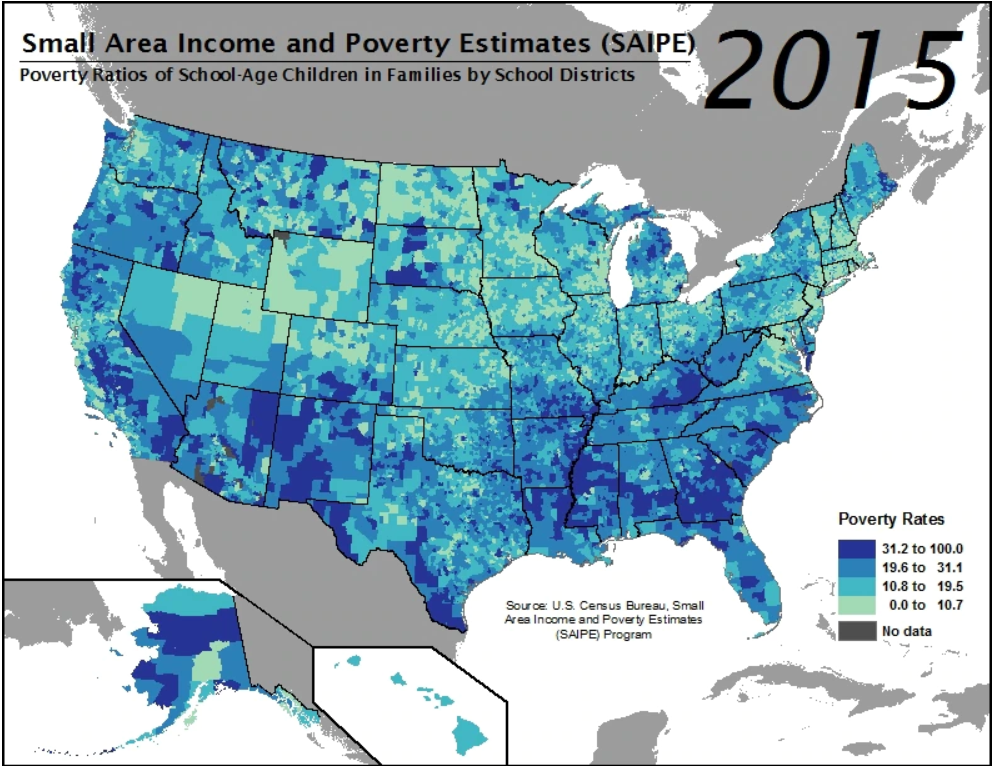 Small Area Income and Poverty Estimates (SAIPE)
2015
Poverty Ratios of School-Age Children in Families by School Districts
Poverty Rates
31.2 to 100.0
19.6 to 31.1
10.8 to 19.5
0.0 to 10.7
No data
Source: U.S. Census Bureau, Small
Area Income and Poverty Estimates
(SAIPE) Program